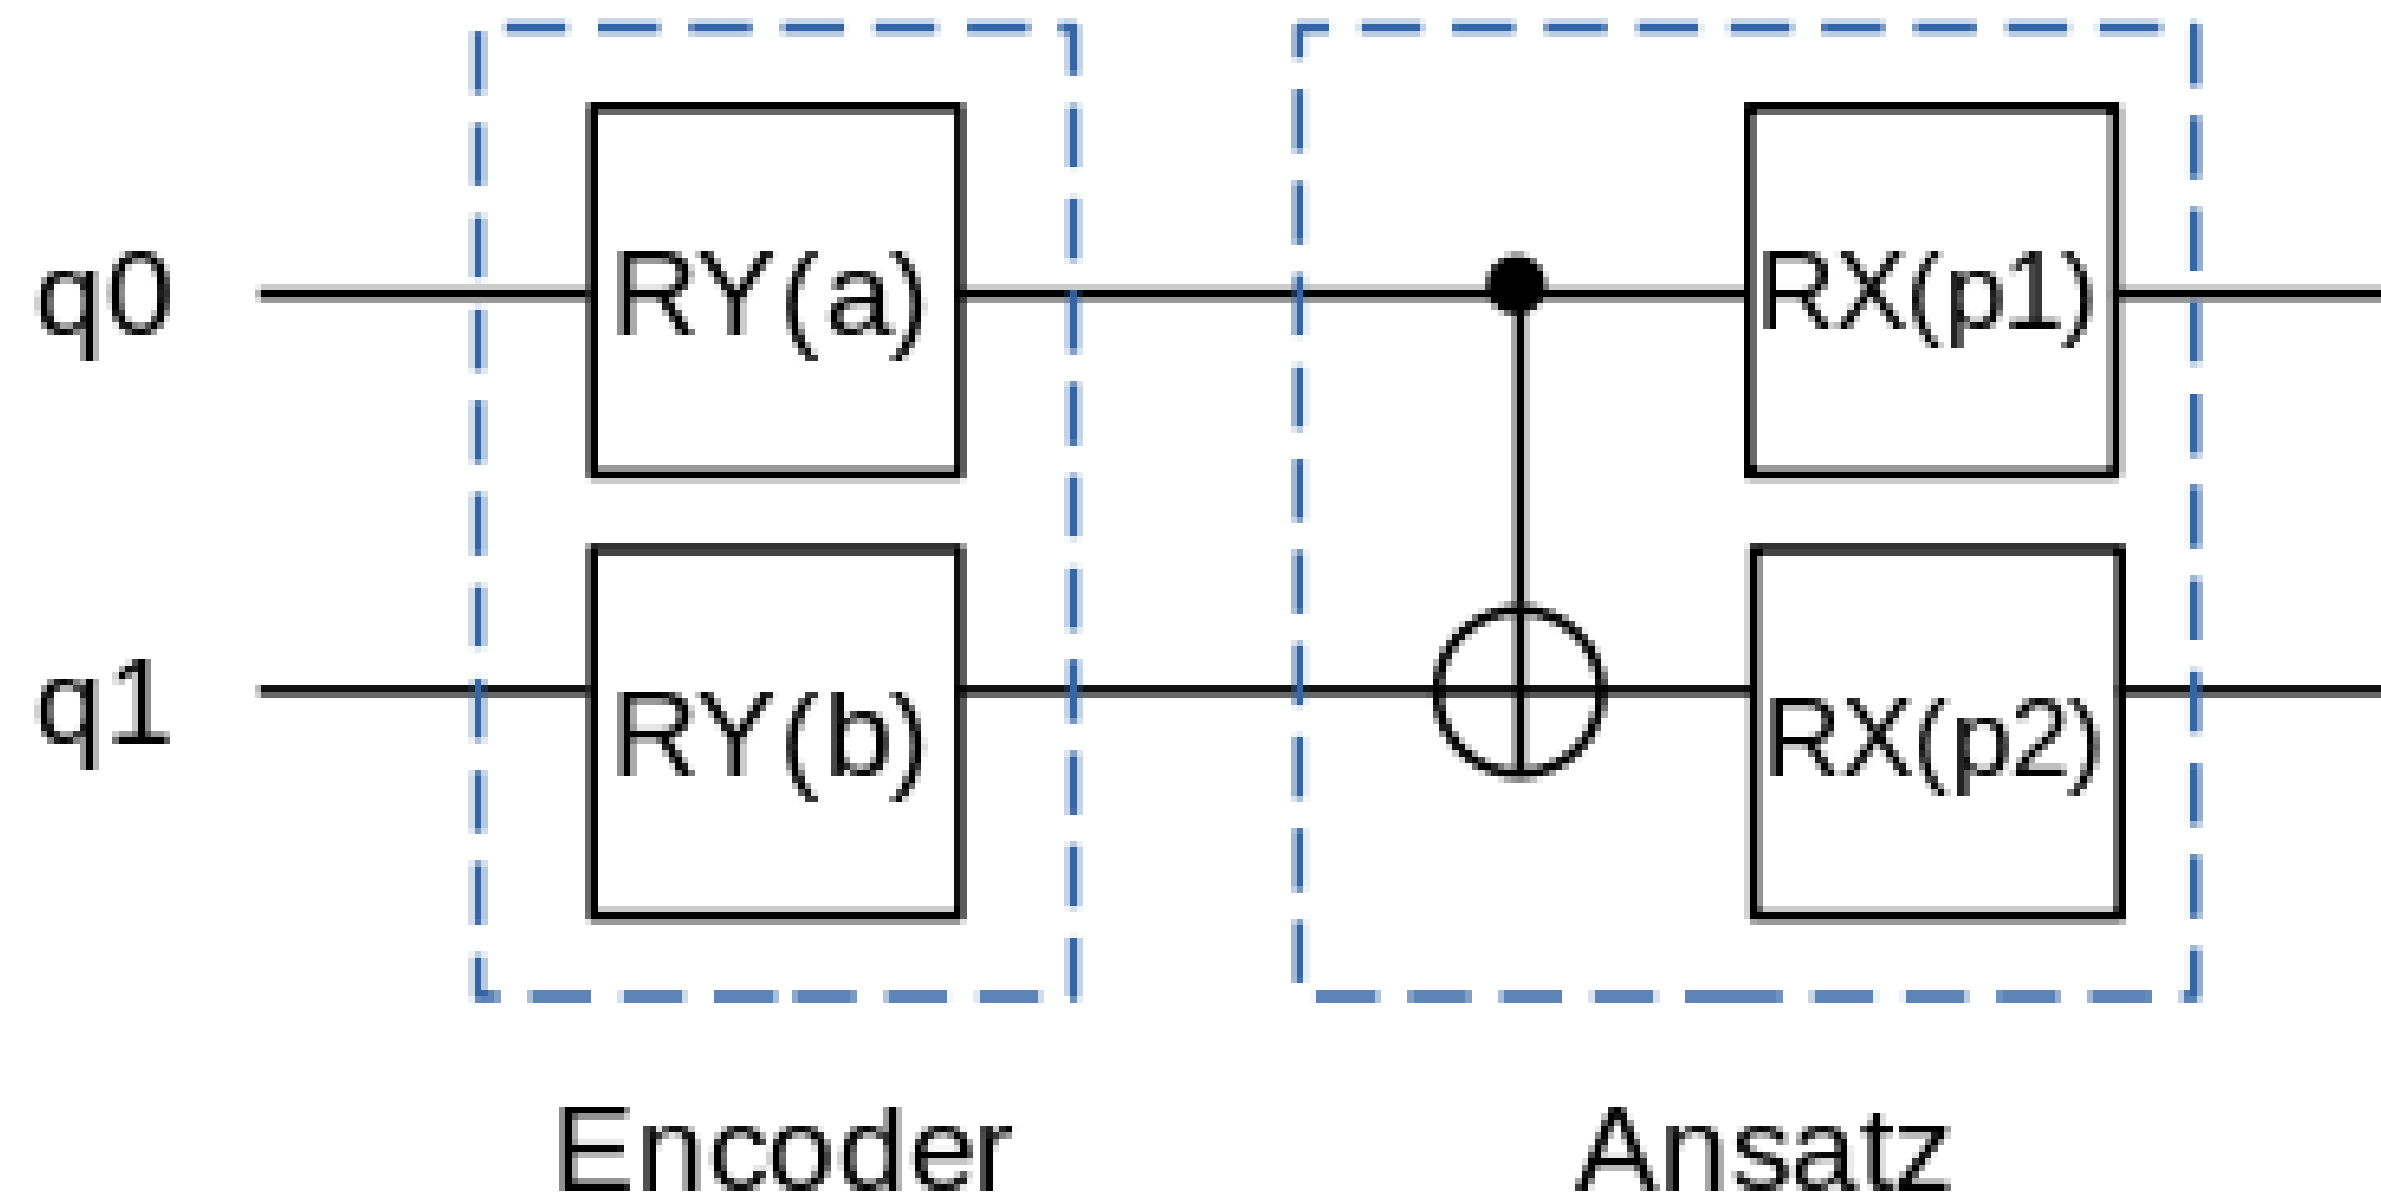 q0 RY(a) RX(p1)
q1 RY(b) RX(p2)
Encoder Ansatz